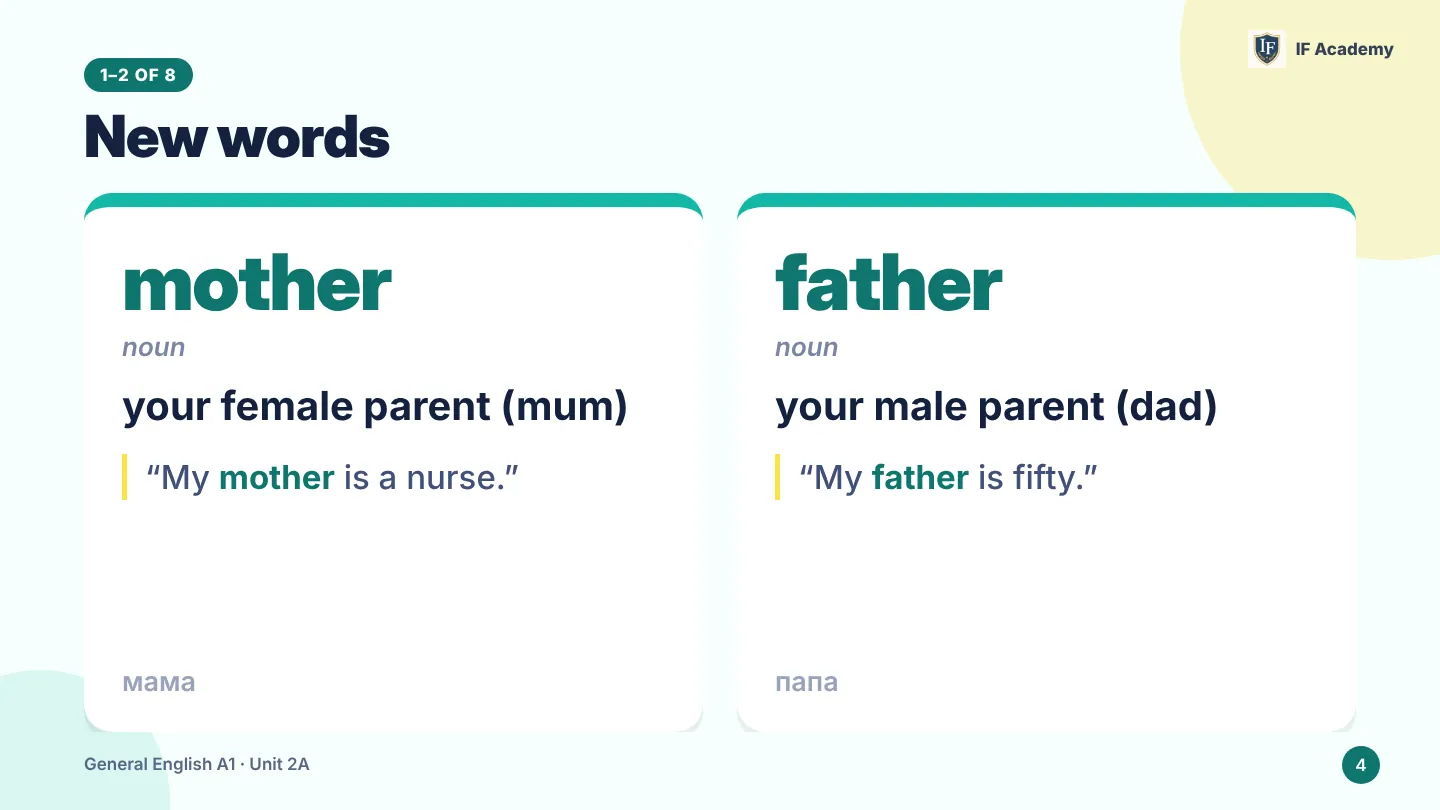 IF Academy
1–2 OF 8
New words
mother
noun
your female parent (mum)
“My mother is a nurse.”
мама
father
noun
your male parent (dad)
“My father is fifty.”
папа
General English A1 · Unit 2A
4